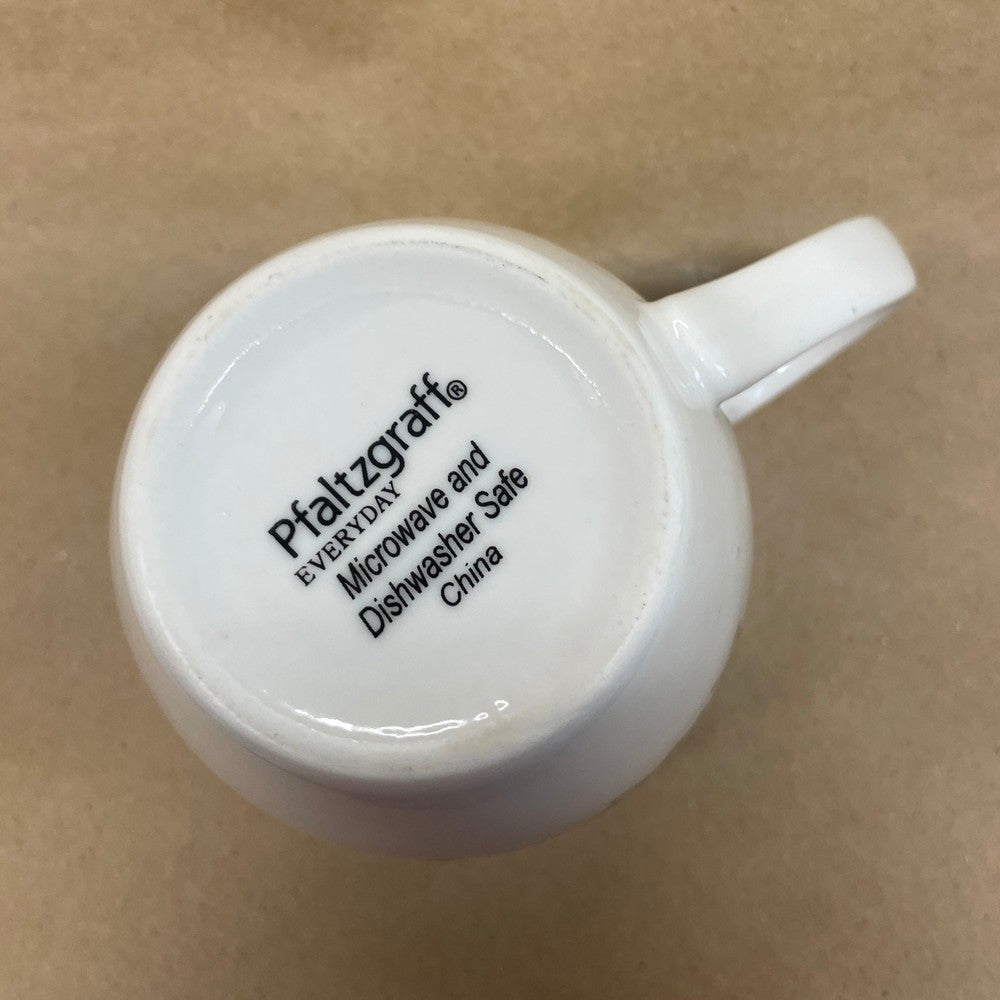 Pfaltzgraff®
EVERYDAY
Microwave and
Dishwasher Safe
China